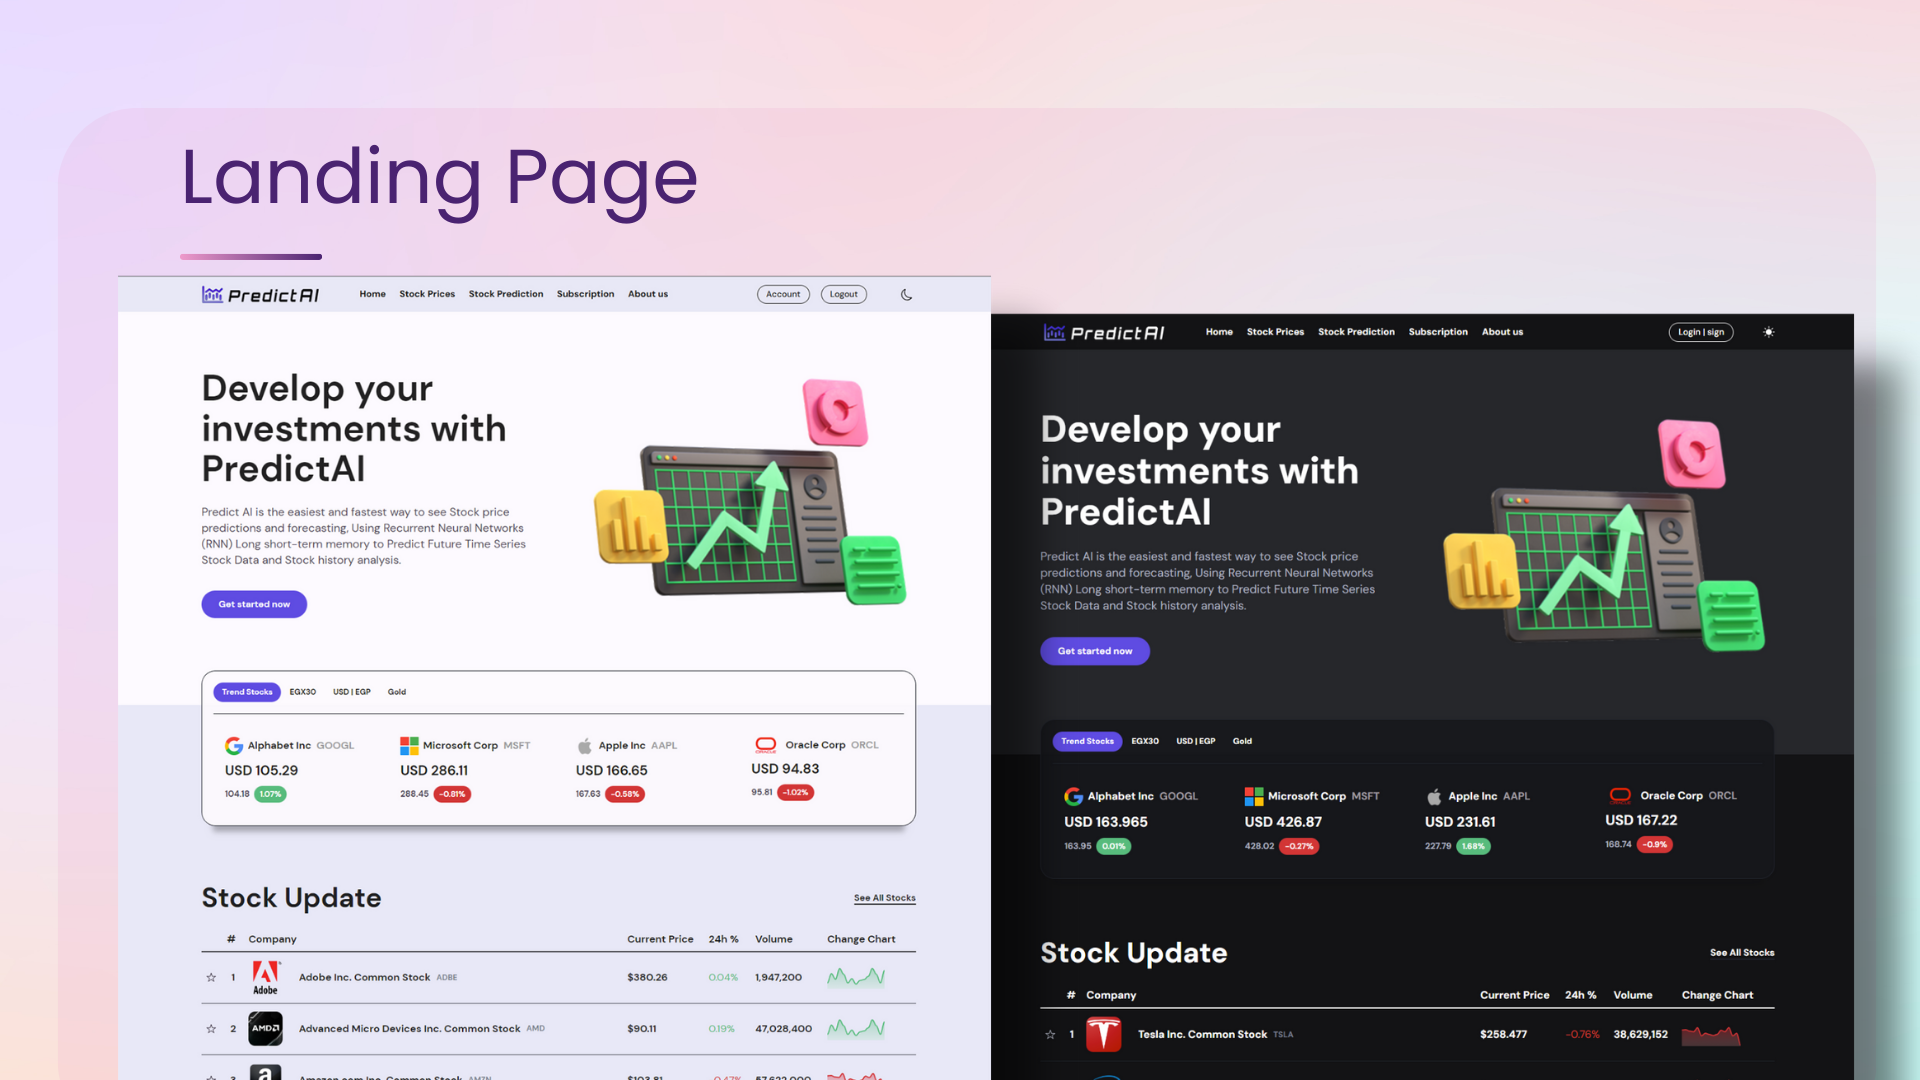 Landing Page
PredictAI
Home Stock Prices Stock Prediction Subscription About us
Account Logout
Develop your
investments with
PredictAI
Predict AI is the easiest and fastest way to see Stock price
predictions and forecasting, Using Recurrent Neural Networks
(RNN) Long short-term memory to Predict Future Time Series
Stock Data and Stock history analysis.
Get started now
Trend Stocks EGX30 USD | EGP Gold
Alphabet Inc GOOGL
USD 105.29
104.18 1.07%
Microsoft Corp MSFT
USD 286.11
288.45 -0.81%
Apple Inc AAPL
USD 166.65
167.63 -0.58%
ORACLE
Oracle Corp ORCL
USD 94.83
95.81 -1.02%
Stock Update
See All Stocks
# Company Current Price 24h % Volume Change Chart
1 Adobe Adobe Inc. Common Stock ADBE $380.26 0.04% 1,947,200
2 AMD Advanced Micro Devices Inc. Common Stock AMD $90.11 0.19% 47,028,400
3 a Amazon.com Inc. Common Stock AMZN $103.81 -0.47% 57,622,000
PredictAI
Home Stock Prices Stock Prediction Subscription About us
Login | sign
Develop your
investments with
PredictAI
Predict AI is the easiest and fastest way to see Stock price
predictions and forecasting, Using Recurrent Neural Networks
(RNN) Long short-term memory to Predict Future Time Series
Stock Data and Stock history analysis.
Get started now
Trend Stocks EGX30 USD | EGP Gold
Alphabet Inc GOOGL
USD 163.965
163.95 0.01%
Microsoft Corp MSFT
USD 426.87
428.02 -0.27%
Apple Inc AAPL
USD 231.61
227.79 1.68%
Oracle Corp ORCL
USD 167.22
168.74 -0.9%
Stock Update
See All Stocks
# Company Current Price 24h % Volume Change Chart
1 Tesla Inc. Common Stock TSLA $258.477 -0.76% 38,629,152